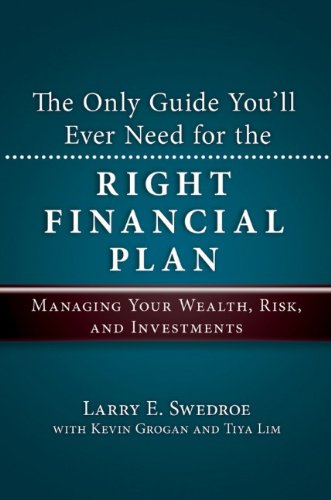 The Only Guide You'll
Ever Need for the
RIGHT
FINANCIAL
PLAN
MANAGING YOUR WEALTH, RISK,
AND INVESTMENTS
LARRY E. SWEDROE
WITH KEVIN GROGAN AND TIYA LIM